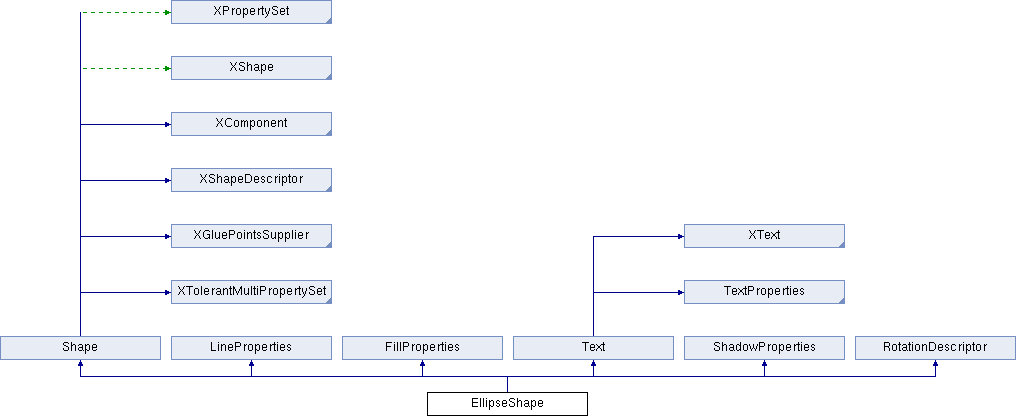 XPropertySet
XShape
XComponent
XShapeDescriptor
XGluePointsSupplier
XText
XTolerantMultiPropertySet
TextProperties
Shape
LineProperties
FillProperties
Text
ShadowProperties
RotationDescriptor
EllipseShape